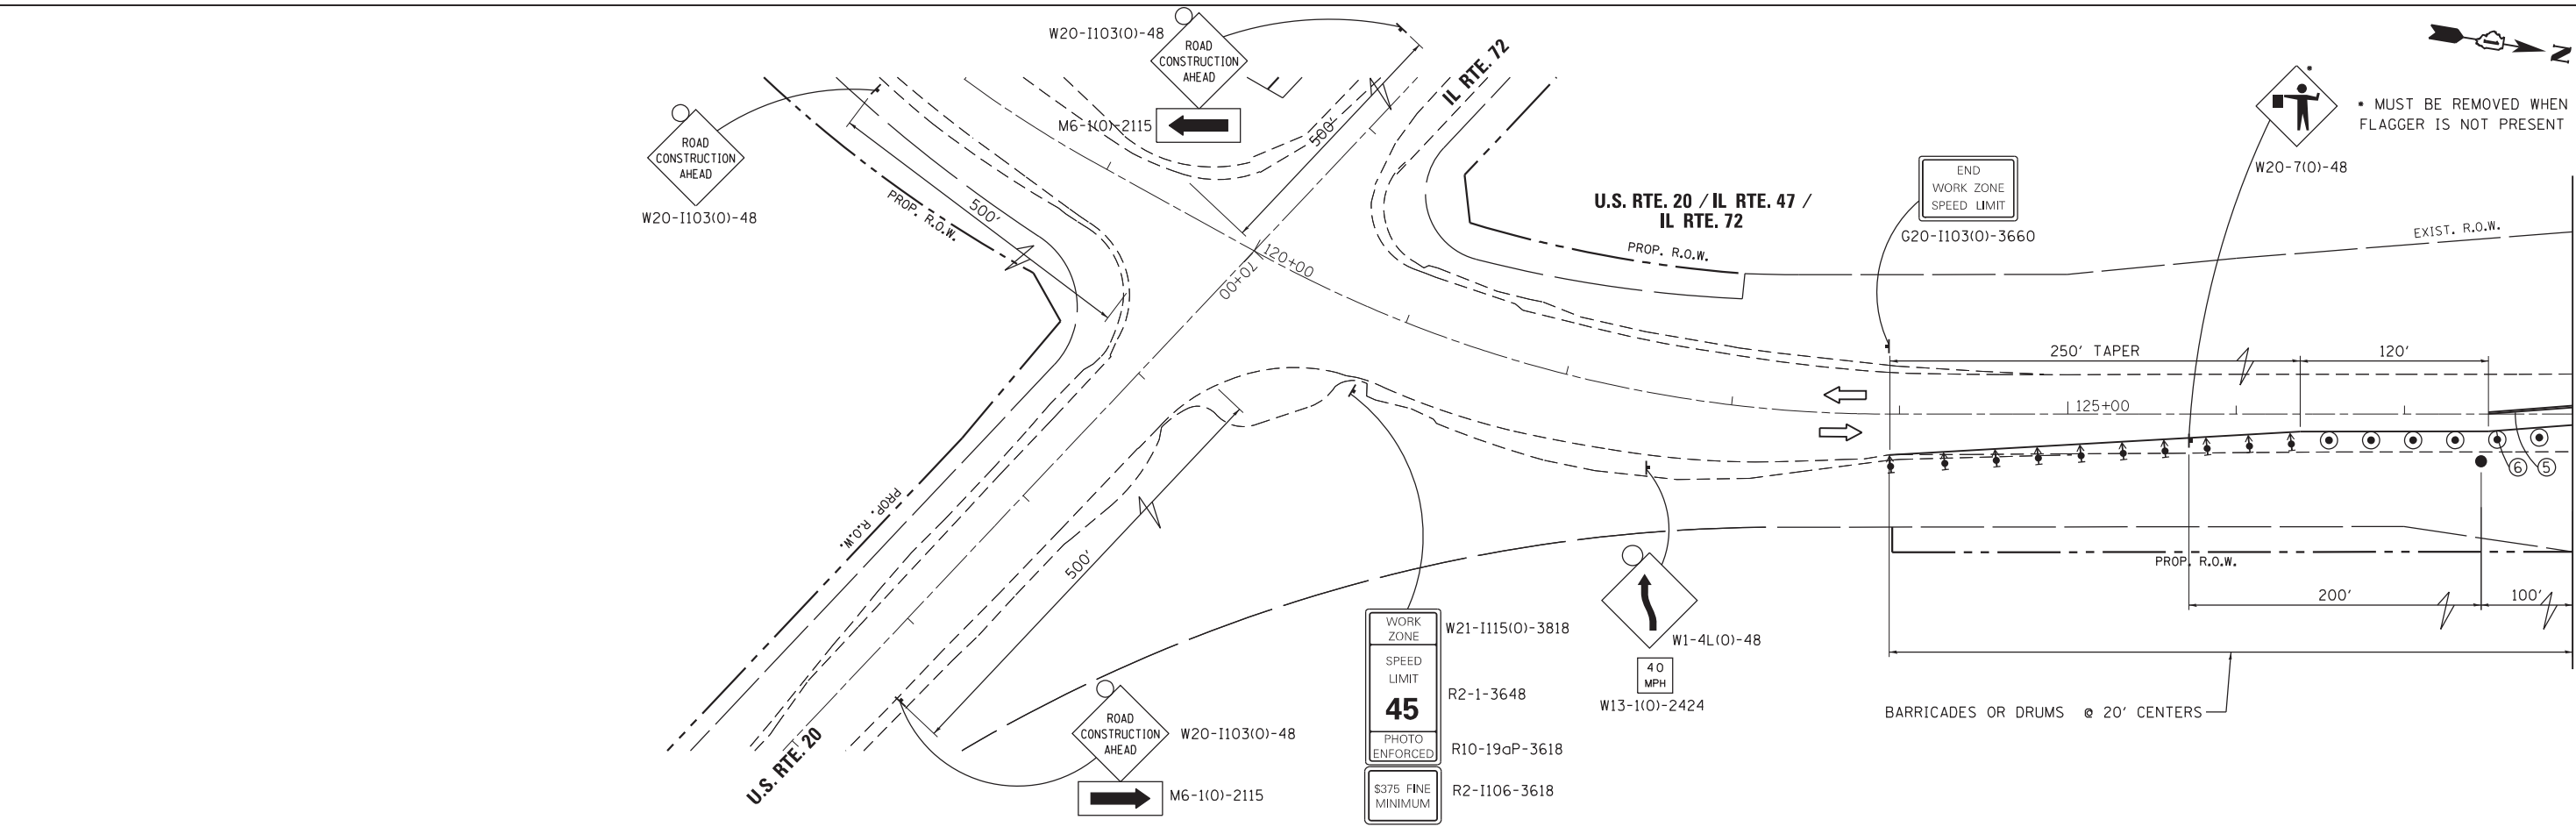 W20-I103(0)-48
ROAD
CONSTRUCTION
AHEAD
M6-1(0)-2115
500'
IL RTE. 72
N
* MUST BE REMOVED WHEN
FLAGGER IS NOT PRESENT
*
W20-7(0)-48
ROAD
CONSTRUCTION
AHEAD
W20-I103(0)-48
500'
PROP. R.O.W.
U.S. RTE. 20 / IL RTE. 47 /
IL RTE. 72
PROP. R.O.W.
END
WORK ZONE
SPEED LIMIT
G20-I103(0)-3660
EXIST. R.O.W.
120+00
70+00
250' TAPER
120'
125+00
6
5
PROP. R.O.W.
500'
PROP. R.O.W.
200'
100'
WORK
ZONE
W21-I115(0)-3818
SPEED
LIMIT
45
R2-1-3648
PHOTO
ENFORCED
R10-19aP-3618
$375 FINE
MINIMUM
R2-I106-3618
W1-4L(0)-48
40
MPH
W13-1(0)-2424
BARRICADES OR DRUMS @ 20' CENTERS
ROAD
CONSTRUCTION
AHEAD
W20-I103(0)-48
M6-1(0)-2115
U.S. RTE. 20